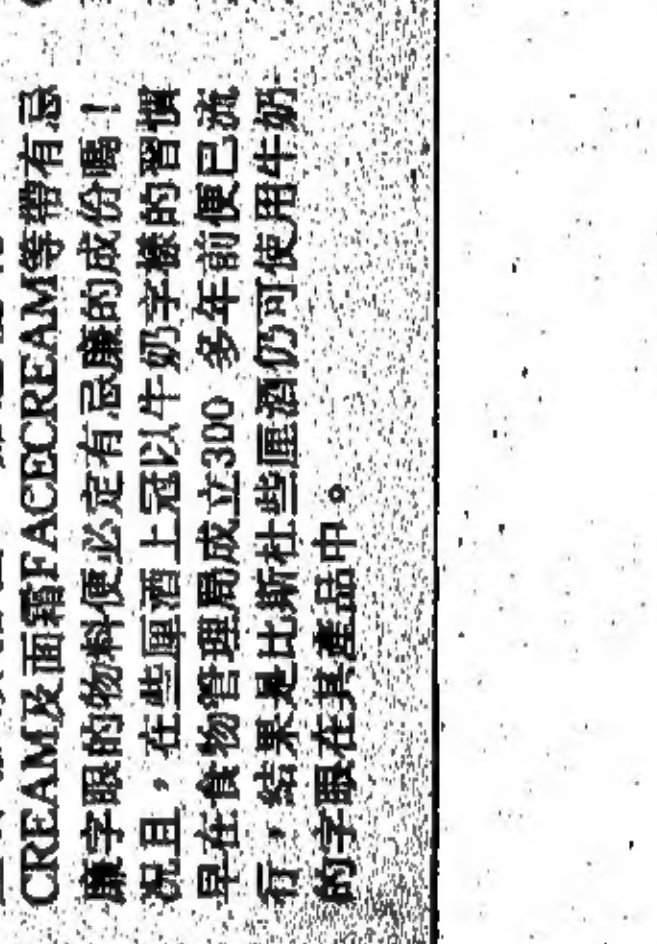 CREAM及面霜FACECREAM等帶有忌
廉字眼的物料便必定有忌廉的成份嗎！
況且，在些厘酒上冠以牛奶字樣的習慣
早在食物管理局成立300 多年前便已流
行，結果是比斯杜些厘酒仍可使用牛奶
的字眼在其產品中。